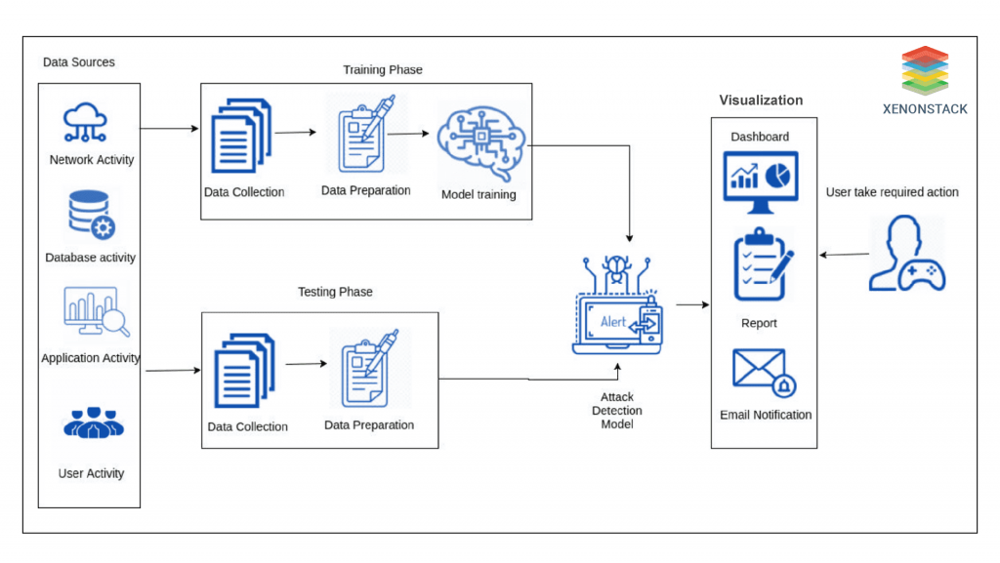 Data Sources
Network Activity
Database activity
Application Activity
User Activity
Training Phase
Data Collection
Data Preparation
Model training
Testing Phase
Data Collection
Data Preparation
Alert
Attack
Detection
Model
Visualization
Dashboard
Report
Email Notification
XENONSTACK
User take required action